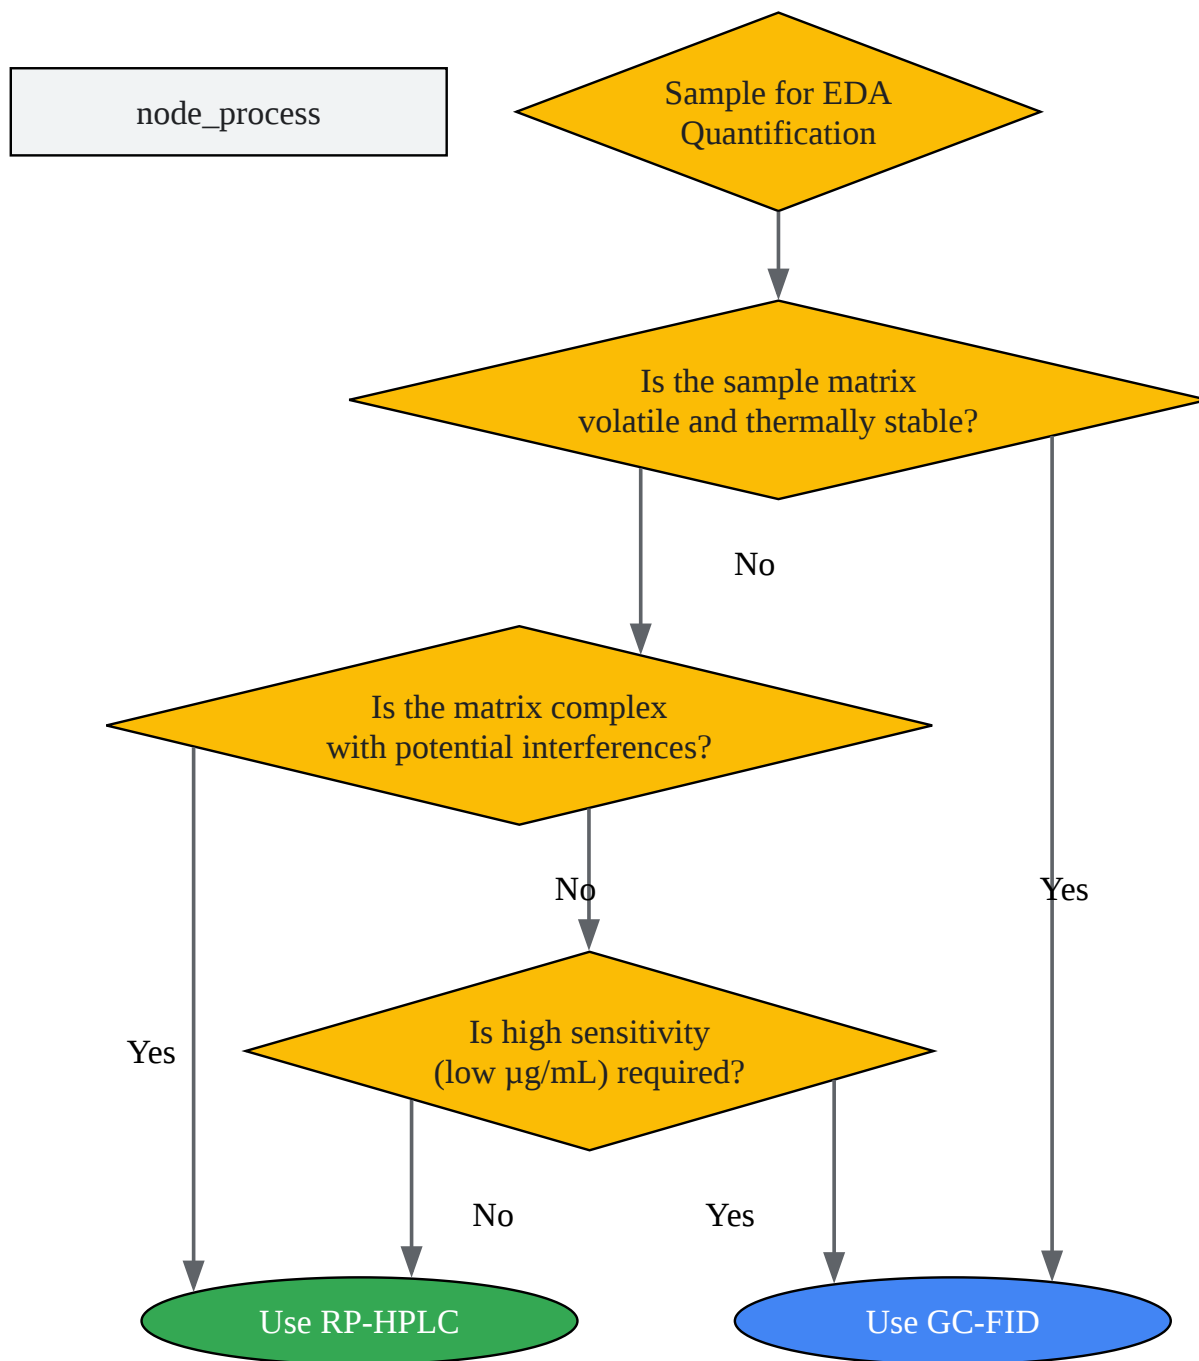 node_process
Sample for EDA
Quantification
Is the sample matrix
volatile and thermally stable?
No
Is the matrix complex
with potential interferences?
No
Yes
Yes
Is high sensitivity
(low µg/mL) required?
No
Yes
Use RP-HPLC
Use GC-FID